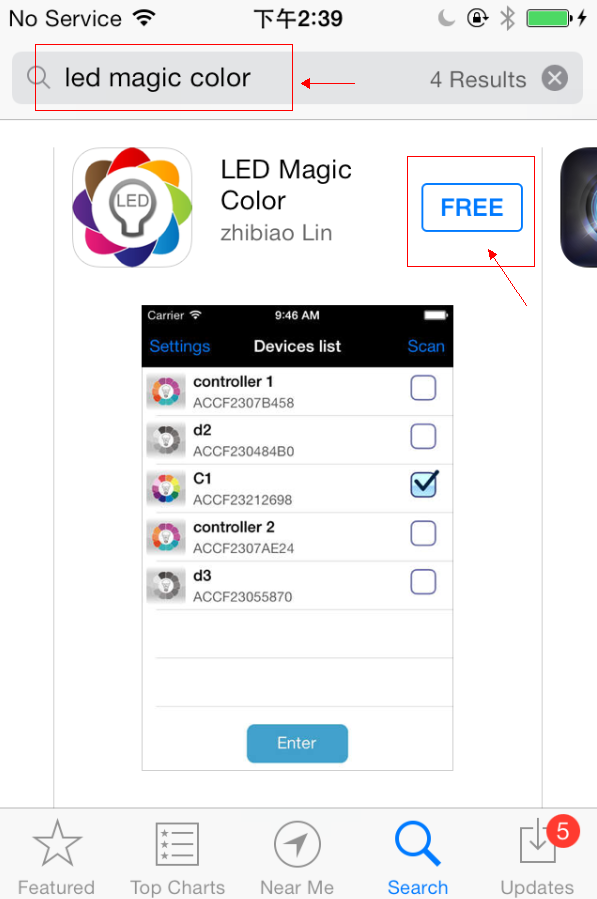 No Service 下午2:39
led magic color 4 Results
LED
LED Magic
Color
zhibiao Lin
FREE
Carrier 9:46 AM
Settings Devices list Scan
controller 1
ACCF2307B458
d2
ACCF230484B0
C1
ACCF23212698
controller 2
ACCF2307AE24
d3
ACCF23055870
Enter
5
Featured Top Charts Near Me Search Updates